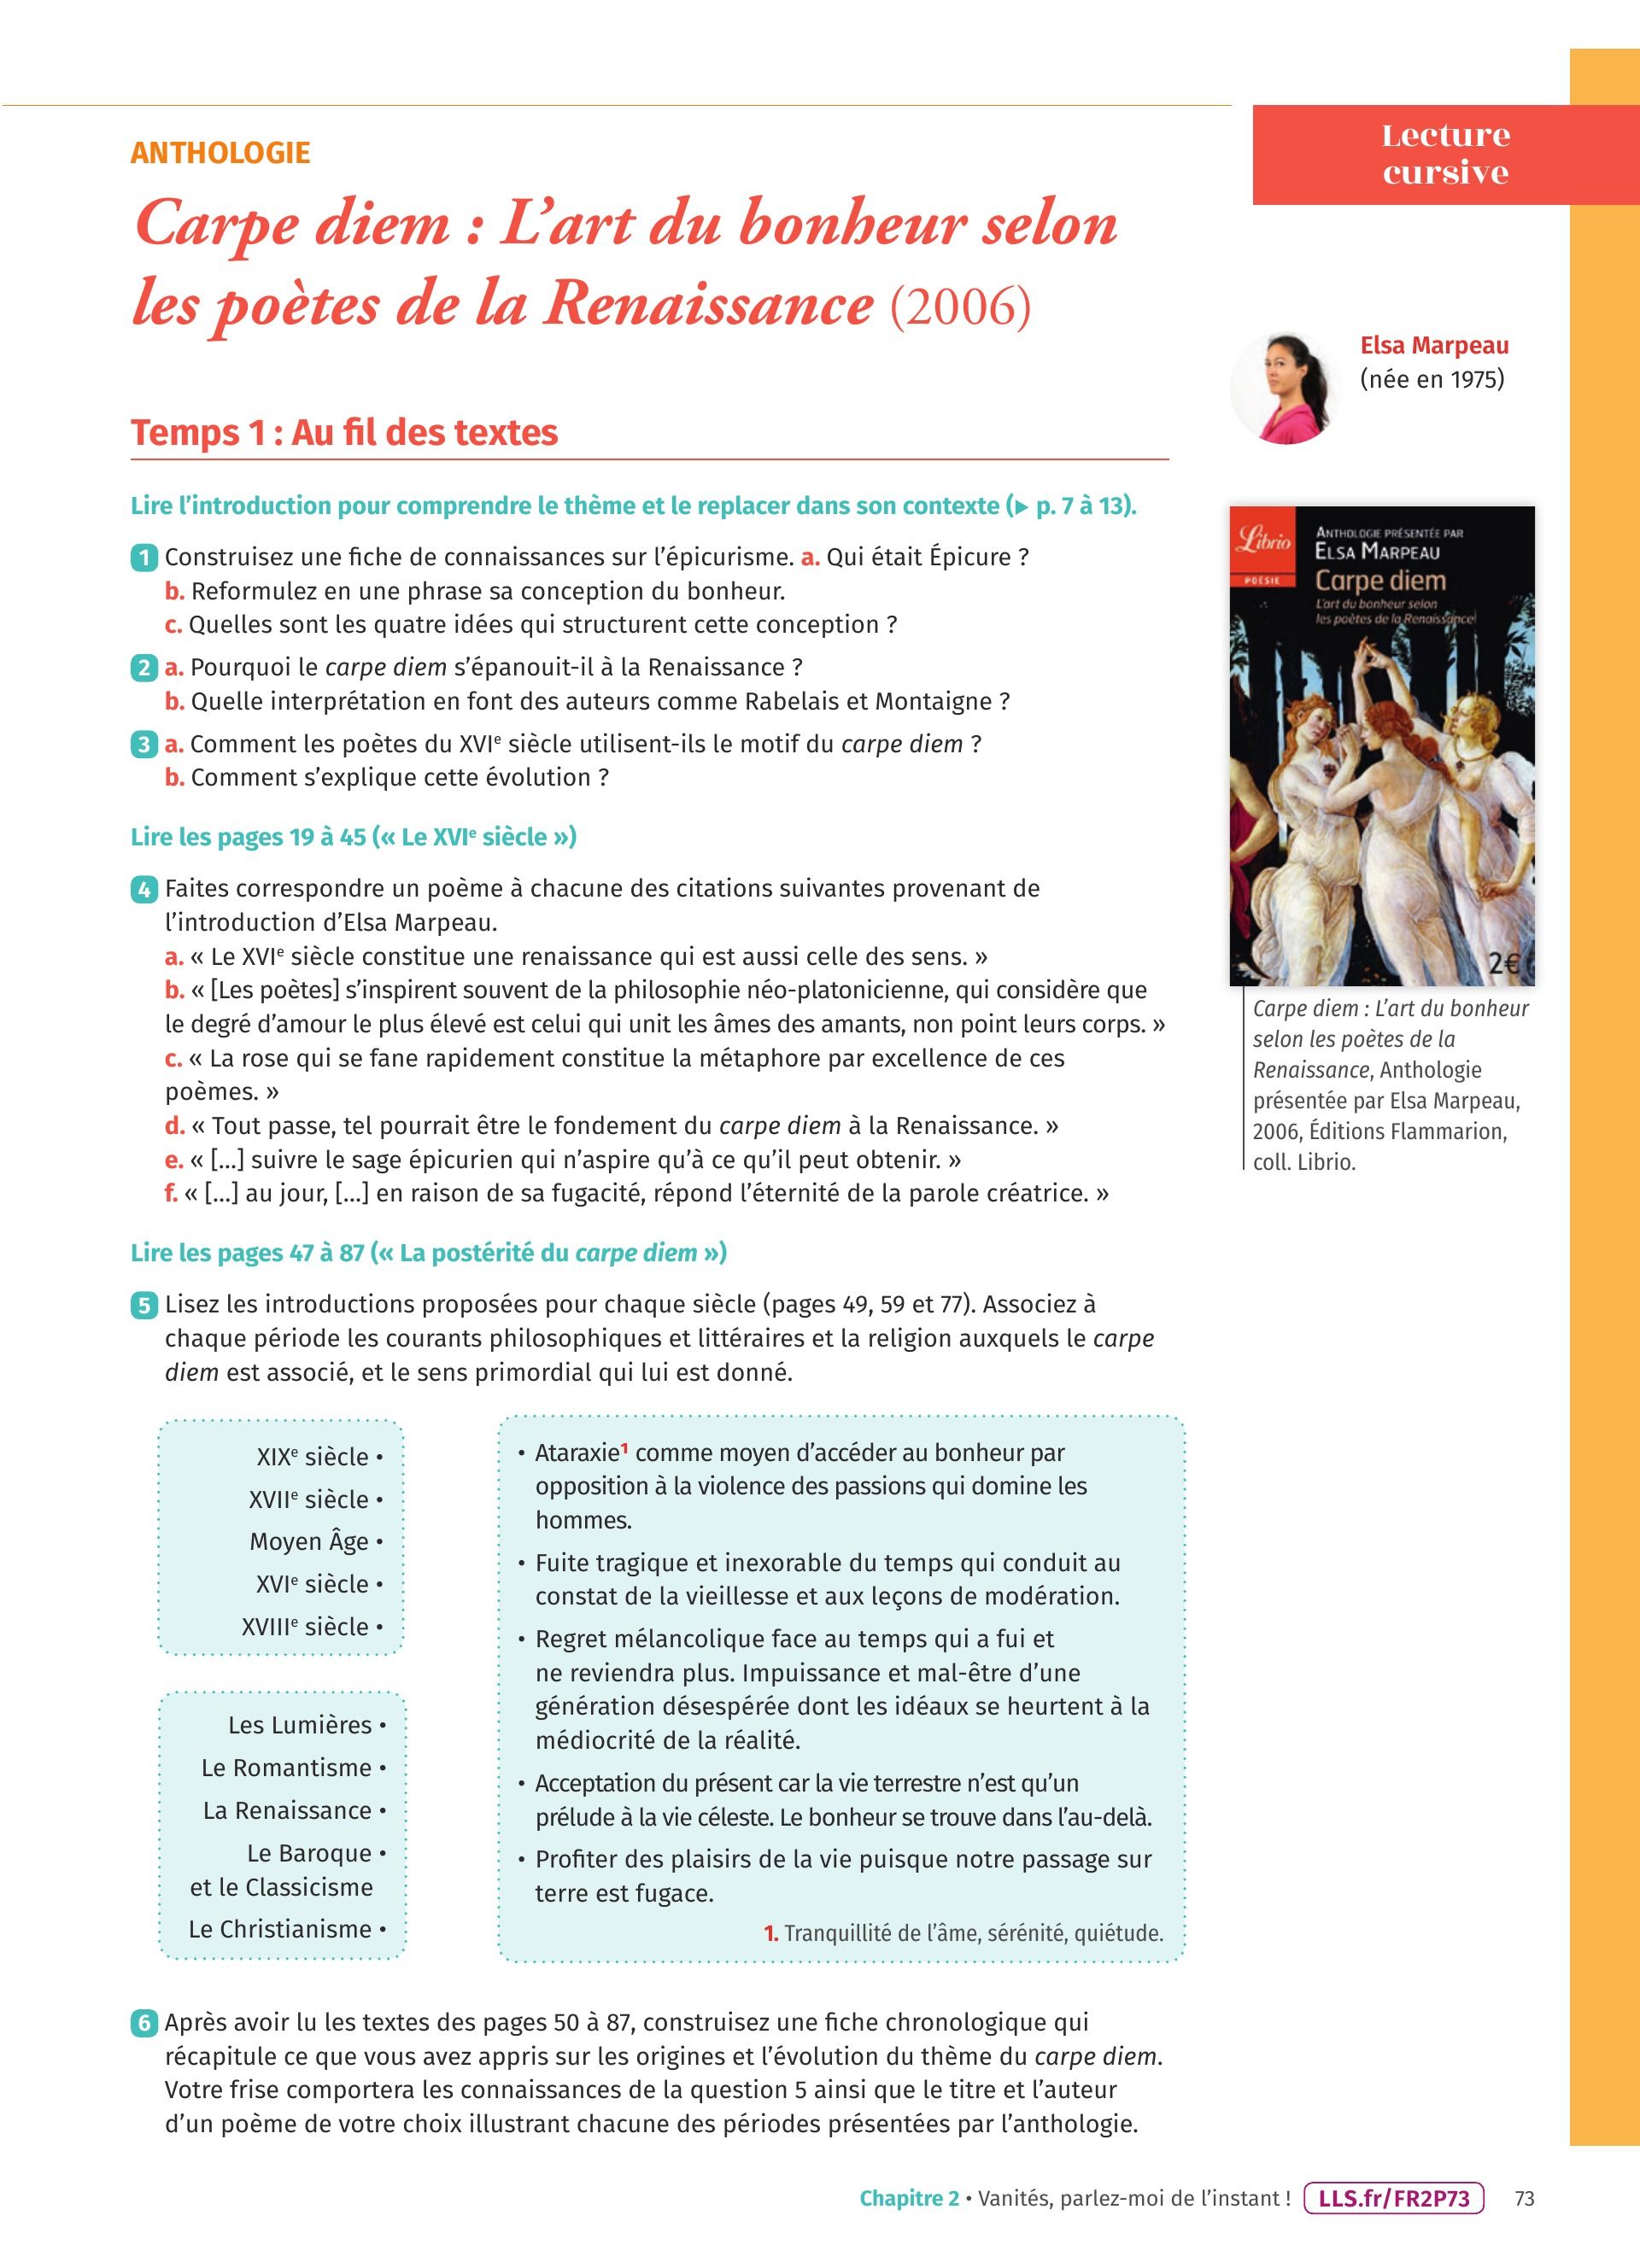 Lecture
cursive
ANTHOLOGIE
Carpe diem : L’art du bonheur selon
les poètes de la Renaissance (2006)
Elsa Marpeau
(née en 1975)
Temps 1 : Au fil des textes
Lire l’introduction pour comprendre le thème et le replacer dans son contexte (▶ p. 7 à 13).
1 Construisez une fiche de connaissances sur l’épicurisme. a. Qui était Épicure ?
b. Reformulez en une phrase sa conception du bonheur.
c. Quelles sont les quatre idées qui structurent cette conception ?
2 a. Pourquoi le carpe diem s’épanouit-il à la Renaissance ?
b. Quelle interprétation en font des auteurs comme Rabelais et Montaigne ?
3 a. Comment les poètes du XVIe siècle utilisent-ils le motif du carpe diem ?
b. Comment s’explique cette évolution ?
Lire les pages 19 à 45 (« Le XVIe siècle »)
4 Faites correspondre un poème à chacune des citations suivantes provenant de
l’introduction d’Elsa Marpeau.
a. « Le XVIe siècle constitue une renaissance qui est aussi celle des sens. »
b. « [Les poètes] s’inspirent souvent de la philosophie néo-platonicienne, qui considère que
le degré d’amour le plus élevé est celui qui unit les âmes des amants, non point leurs corps. »
c. « La rose qui se fane rapidement constitue la métaphore par excellence de ces
poèmes. »
d. « Tout passe, tel pourrait être le fondement du carpe diem à la Renaissance. »
e. « [...] suivre le sage épicurien qui n’aspire qu’à ce qu’il peut obtenir. »
f. « [...] au jour, [...] en raison de sa fugacité, répond l’éternité de la parole créatrice. »
Librio
POÉSIE
ANTHOLOGIE PRÉSENTÉE PAR
ELSA MARPEAU
Carpe diem
L’art du bonheur selon
les poètes de la Renaissance
2€
Carpe diem : L’art du bonheur
selon les poètes de la
Renaissance, Anthologie
présentée par Elsa Marpeau,
2006, Éditions Flammarion,
coll. Librio.
Lire les pages 47 à 87 (« La postérité du carpe diem »)
5 Lisez les introductions proposées pour chaque siècle (pages 49, 59 et 77). Associez à
chaque période les courants philosophiques et littéraires et la religion auxquels le carpe
diem est associé, et le sens primordial qui lui est donné.
XIXe siècle •
XVIIe siècle •
Moyen Âge •
XVIe siècle •
XVIIIe siècle •
Les Lumières •
Le Romantisme •
La Renaissance •
Le Baroque •
et le Classicisme
Le Christianisme •
• Ataraxie1 comme moyen d’accéder au bonheur par
opposition à la violence des passions qui domine les
hommes.
• Fuite tragique et inexorable du temps qui conduit au
constat de la vieillesse et aux leçons de modération.
• Regret mélancolique face au temps qui a fui et
ne reviendra plus. Impuissance et mal-être d’une
génération désespérée dont les idéaux se heurtent à la
médiocrité de la réalité.
• Acceptation du présent car la vie terrestre n’est qu’un
prélude à la vie céleste. Le bonheur se trouve dans l’au-delà.
• Profiter des plaisirs de la vie puisque notre passage sur
terre est fugace.
1. Tranquillité de l’âme, sérénité, quiétude.
6 Après avoir lu les textes des pages 50 à 87, construisez une fiche chronologique qui
récapitule ce que vous avez appris sur les origines et l’évolution du thème du carpe diem.
Votre frise comportera les connaissances de la question 5 ainsi que le titre et l’auteur
d’un poème de votre choix illustrant chacune des périodes présentées par l’anthologie.
Chapitre 2 • Vanités, parlez-moi de l’instant ! LLS.fr/FR2P73 73